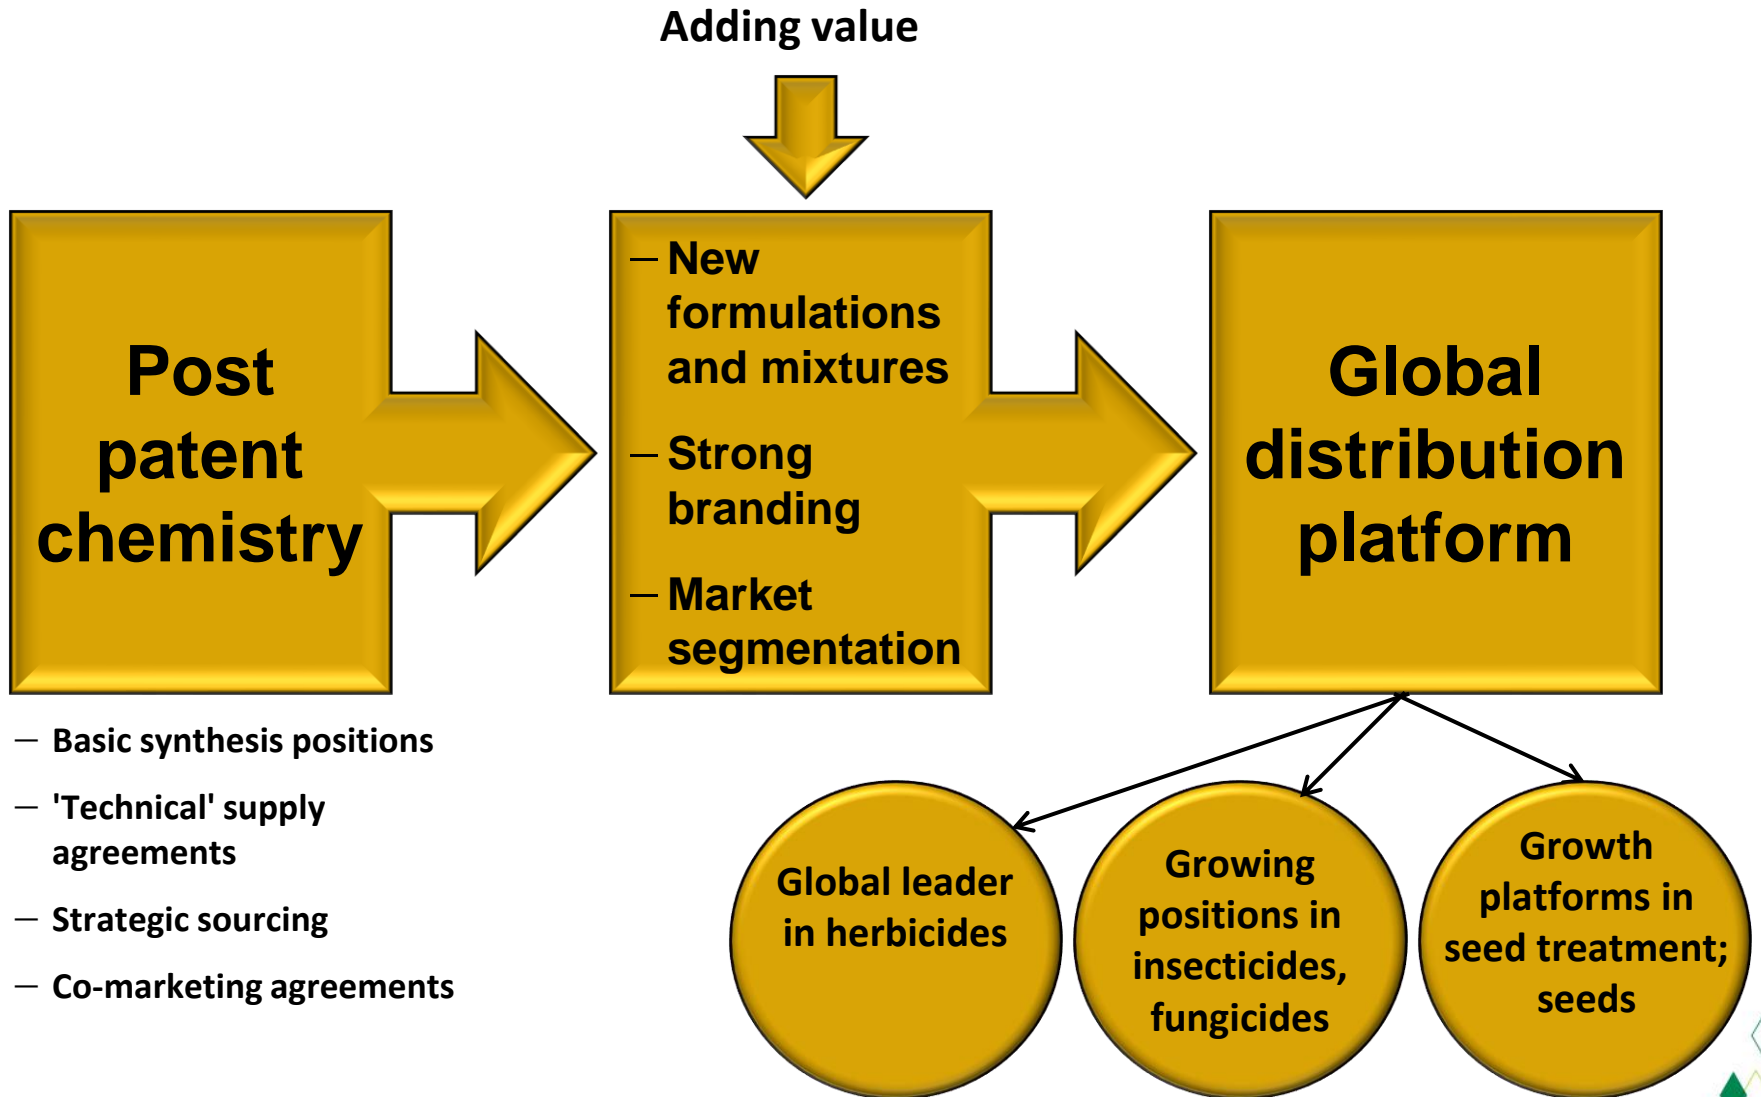 Adding value
Post
patent
chemistry
– New
formulations
and mixtures
– Strong
branding
– Market
segmentation
Global
distribution
platform
– Basic synthesis positions
– 'Technical' supply
agreements
– Strategic sourcing
– Co-marketing agreements
Global leader
in herbicides
Growing
positions in
insecticides,
fungicides
Growth
platforms in
seed treatment;
seeds